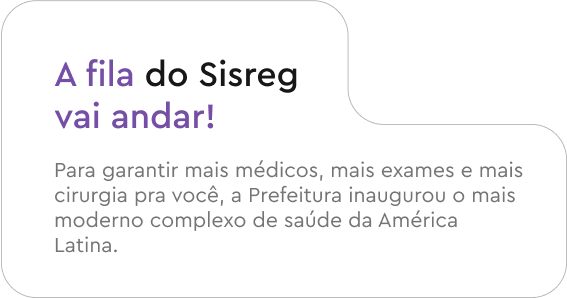 A fila do Sisreg
vai andar!
Para garantir mais médicos, mais exames e mais
cirurgia pra você, a Prefeitura inaugurou o mais
moderno complexo de saúde da América
Latina.